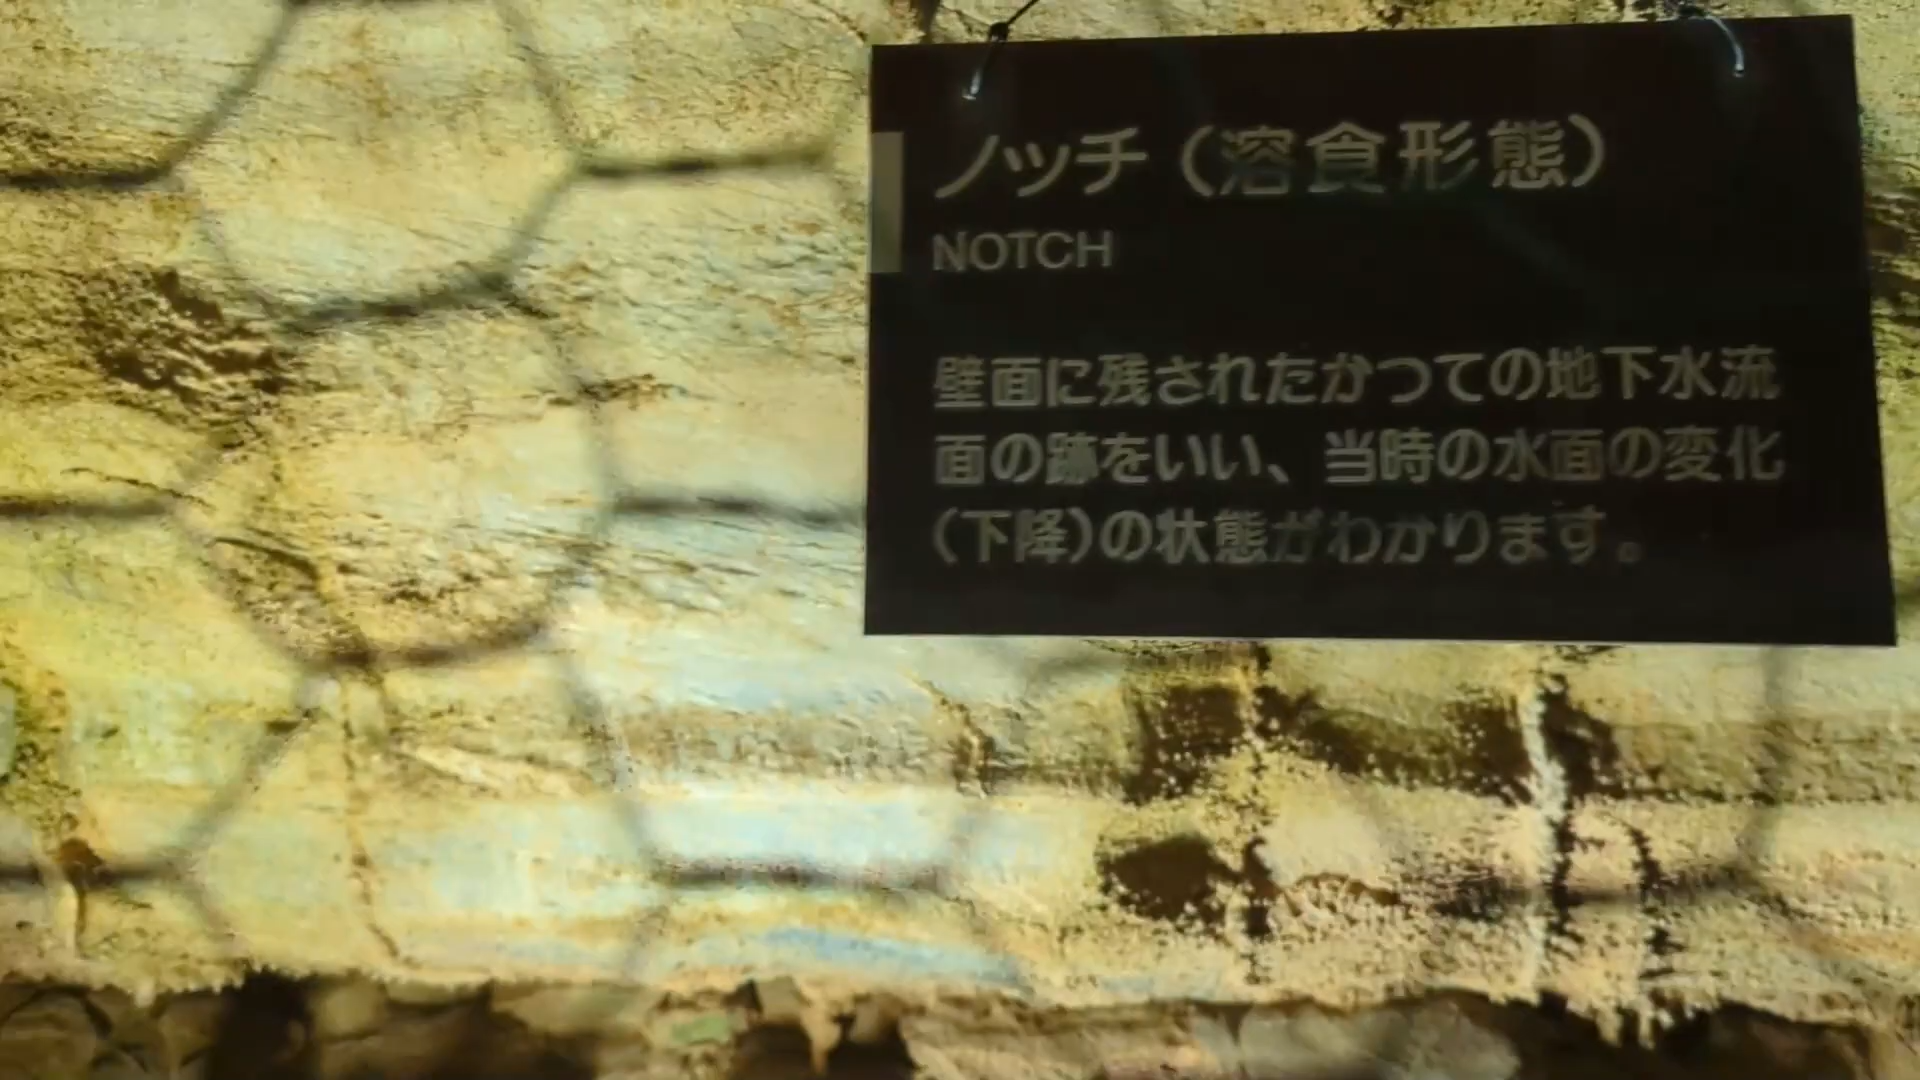 ノッチ（溶食形態）
NOTCH
壁面に残されたかつての地下水流
面の跡をいい、当時の水面の変化
（下降）の状態がわかります。